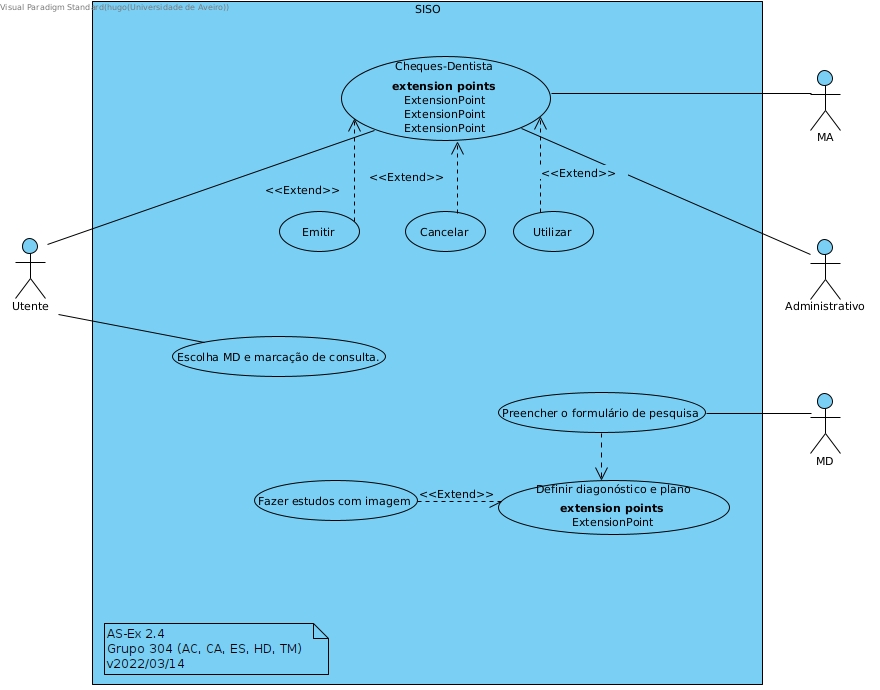 Visual Paradigm Standard(hugo(Universidade de Aveiro))
SISO
Cheques-Dentista
extension points
ExtensionPoint
ExtensionPoint
ExtensionPoint
MA
<<Extend>>
<<Extend>>
<<Extend>>
Emitir
Cancelar
Utilizar
Utente
Administrativo
Escolha MD e marcação de consulta.
Preencher o formulário de pesquisa
MD
Fazer estudos com imagem
<<Extend>>
Definir diagonóstico e plano
extension points
ExtensionPoint
AS-Ex 2.4
Grupo 304 (AC, CA, ES, HD, TM)
v2022/03/14